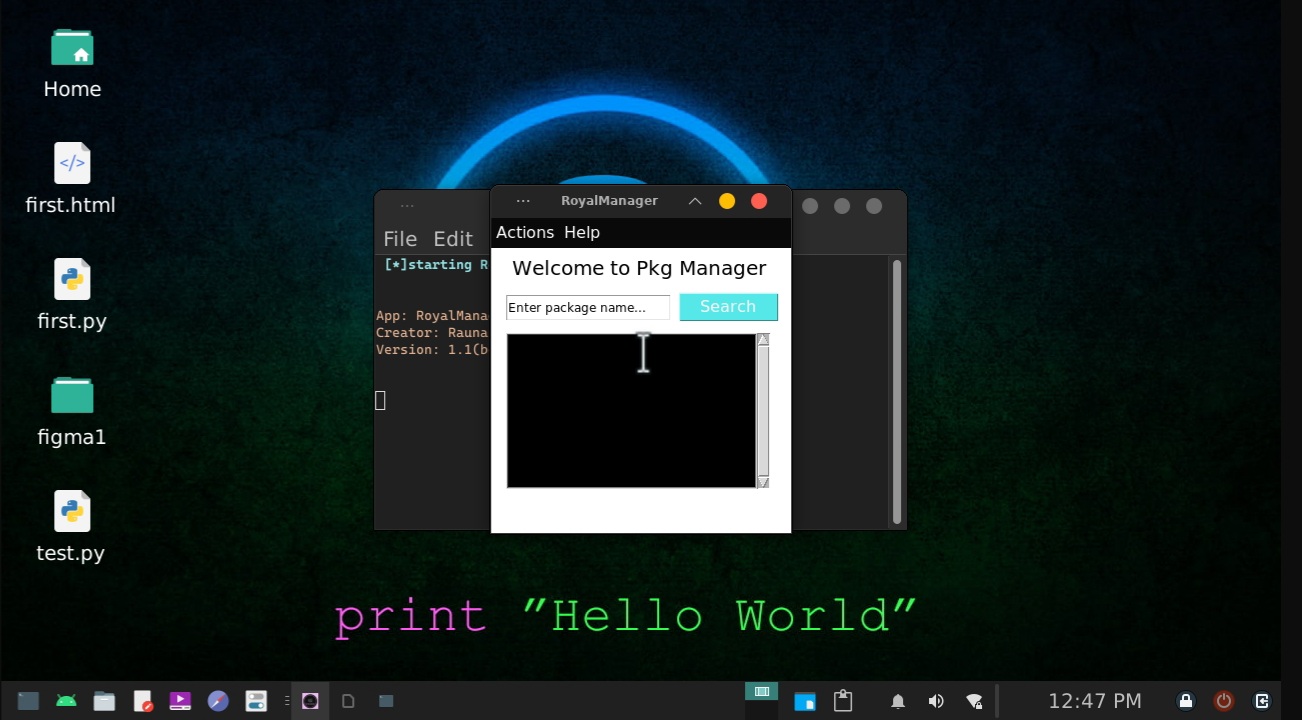 Home
first.html
first.py
figma1
test.py
RoyalManager
Actions Help
Welcome to Pkg Manager
Enter package name... Search
File Edit
[*]starting R
App: RoyalMana
Creator: Rauna
Version: 1.1(b
print "Hello World"
12:47 PM